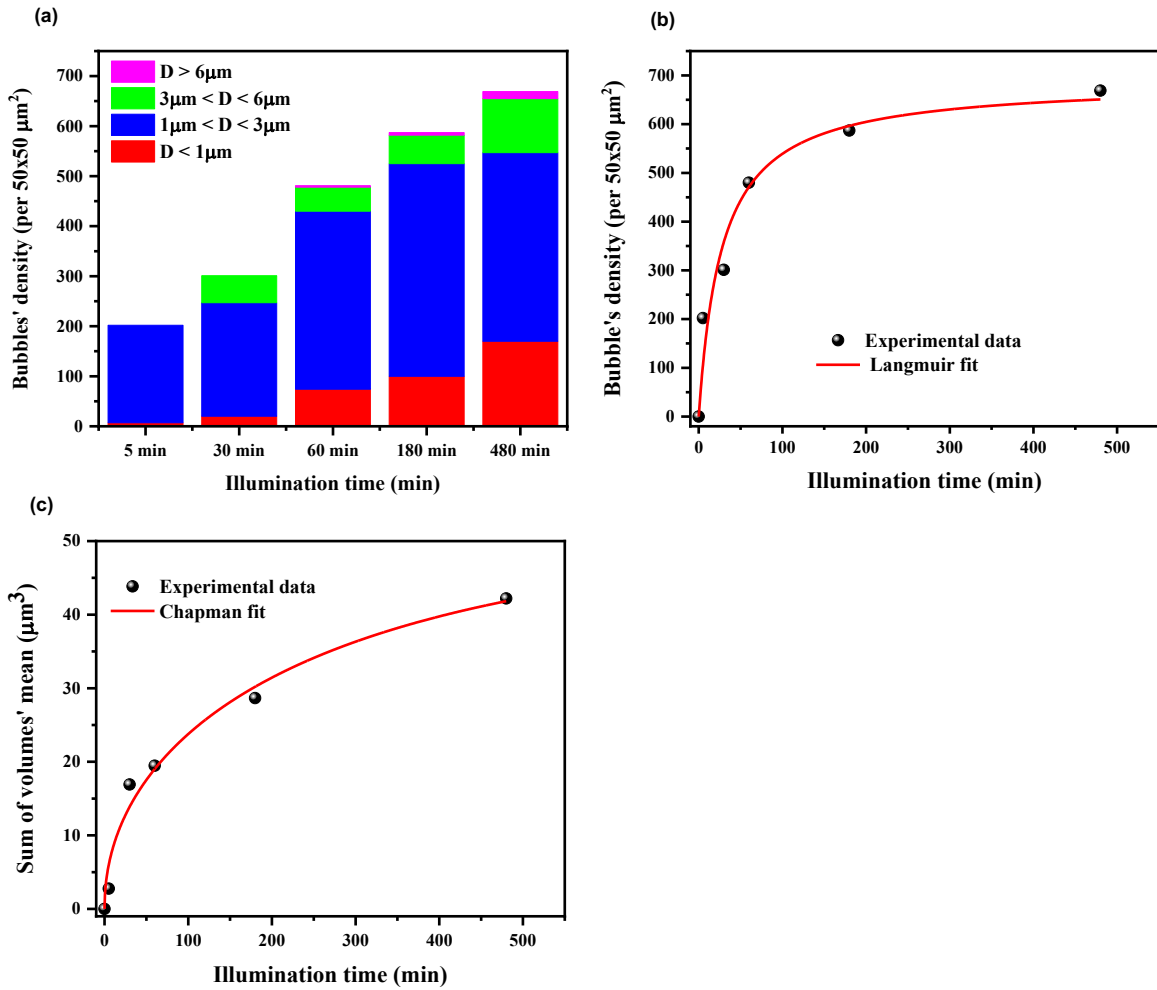 (a)
Bubbles' density (per 50x50 μm²)
700
600
500
400
300
200
100
0
D > 6μm
3μm < D < 6μm
1μm < D < 3μm
D < 1μm
5 min 30 min 60 min 180 min 480 min
Illumination time (min)
(b)
Bubble's density (per 50x50 μm²)
700
600
500
400
300
200
100
0
Experimental data
Langmuir fit
0 100 200 300 400 500
Illumination time (min)
(c)
Sum of volumes' mean (μm³)
50
40
30
20
10
0
Experimental data
Chapman fit
0 100 200 300 400 500
Illumination time (min)